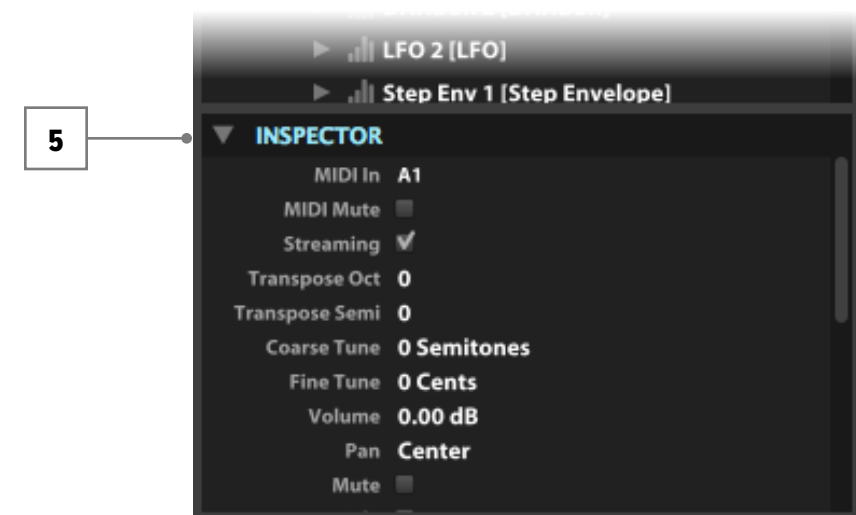 LFO 2 [LFO]
Step Env 1 [Step Envelope]
5
INSPECTOR
MIDI In A1
MIDI Mute
Streaming
Transpose Oct 0
Transpose Semi 0
Coarse Tune 0 Semitones
Fine Tune 0 Cents
Volume 0.00 dB
Pan Center
Mute